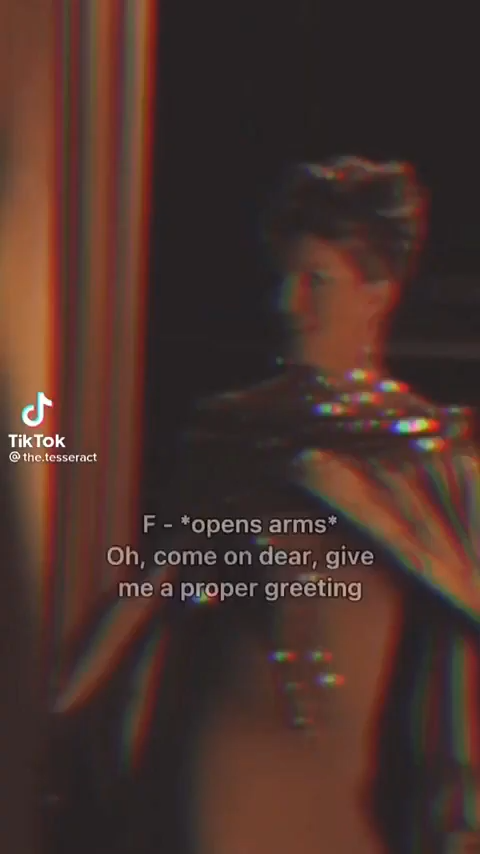 TikTok
@the.tesseract
F - *opens arms*
Oh, come on dear, give
me a proper greeting